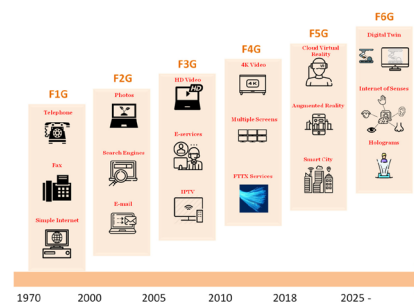 F1G
Telephone
Fax
Simple Internet
F2G
Photos
Search Engines
E-mail
F3G
HD Video
HD
E-services
IPTV
F4G
4K Video
4K
Multiple Screens
FTTX Services
F5G
Cloud Virtual
Reality
Augmented Reality
Smart City
F6G
Digital Twin
Internet of Senses
Holograms
1970 2000 2005 2010 2018 2025 -